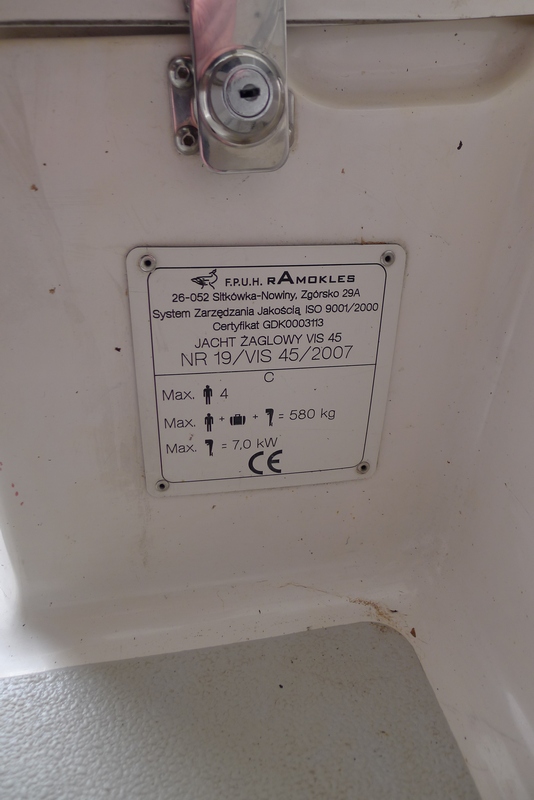 F.P.U.H. RAMOKLES
26-052 Sitkówka-Nowiny, Zgórsko 29A
System Zarządzania Jakością ISO 9001/2000
Certyfikat GDK0003113
JACHT ŻAGLOWY VIS 45
NR 19/VIS 45/2007
C
Max. 4
Max. + + = 580 kg
Max. = 7,0 kW
CE